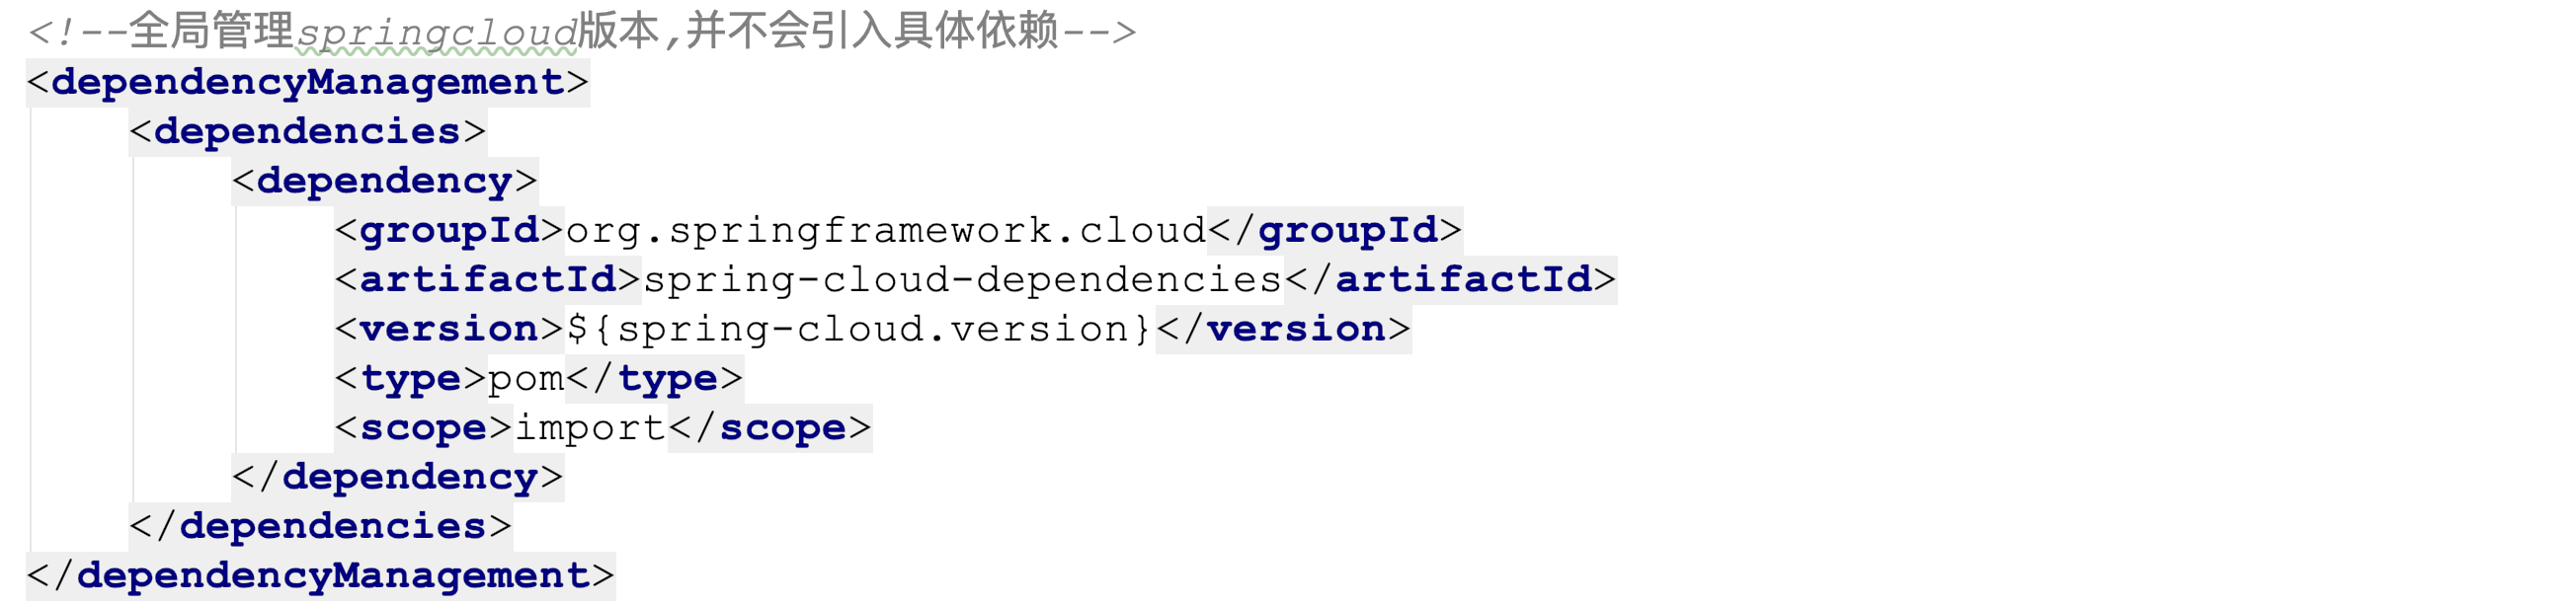 <!--全局管理springcloud版本,并不会引入具体依赖-->
<dependencyManagement>
    <dependencies>
        <dependency>
            <groupId>org.springframework.cloud</groupId>
            <artifactId>spring-cloud-dependencies</artifactId>
            <version>${spring-cloud.version}</version>
            <type>pom</type>
            <scope>import</scope>
        </dependency>
    </dependencies>
</dependencyManagement>